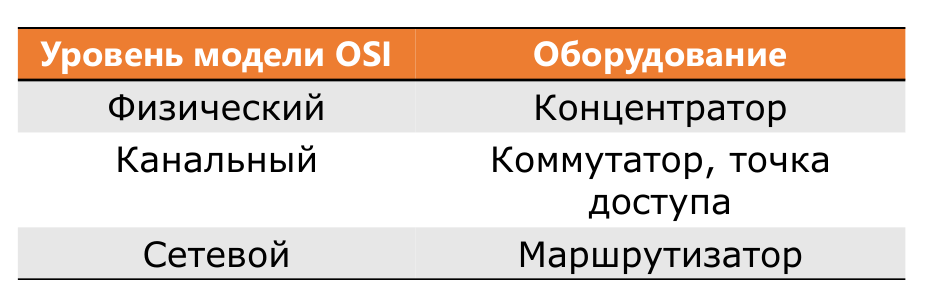 Уровень модели OSI Оборудование
Физический Концентратор
Канальный Коммутатор, точка
доступа
Сетевой Маршрутизатор